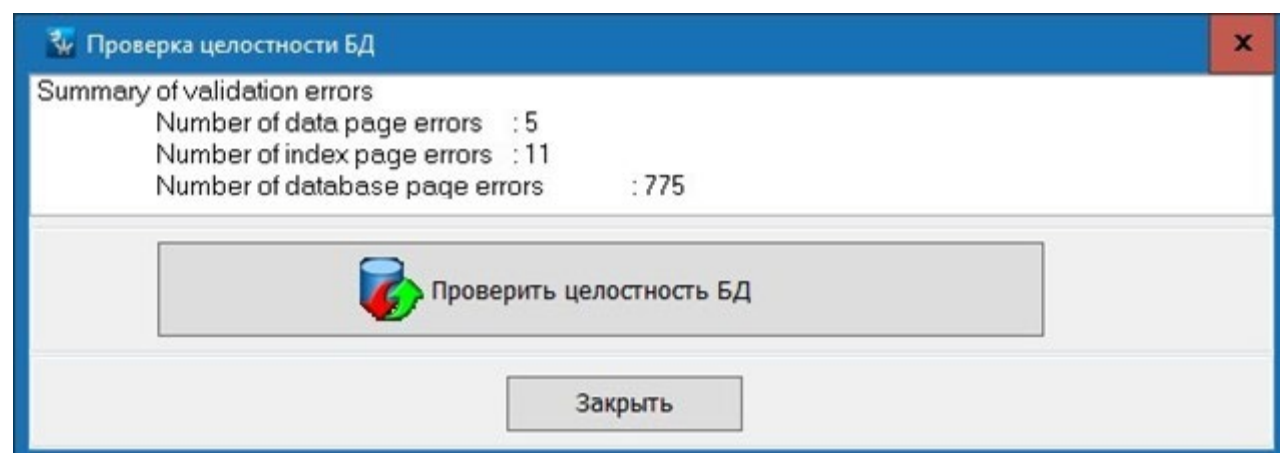 Проверка целостности БД
x
Summary of validation errors
Number of data page errors : 5
Number of index page errors : 11
Number of database page errors : 775
Проверить целостность БД
Закрыть